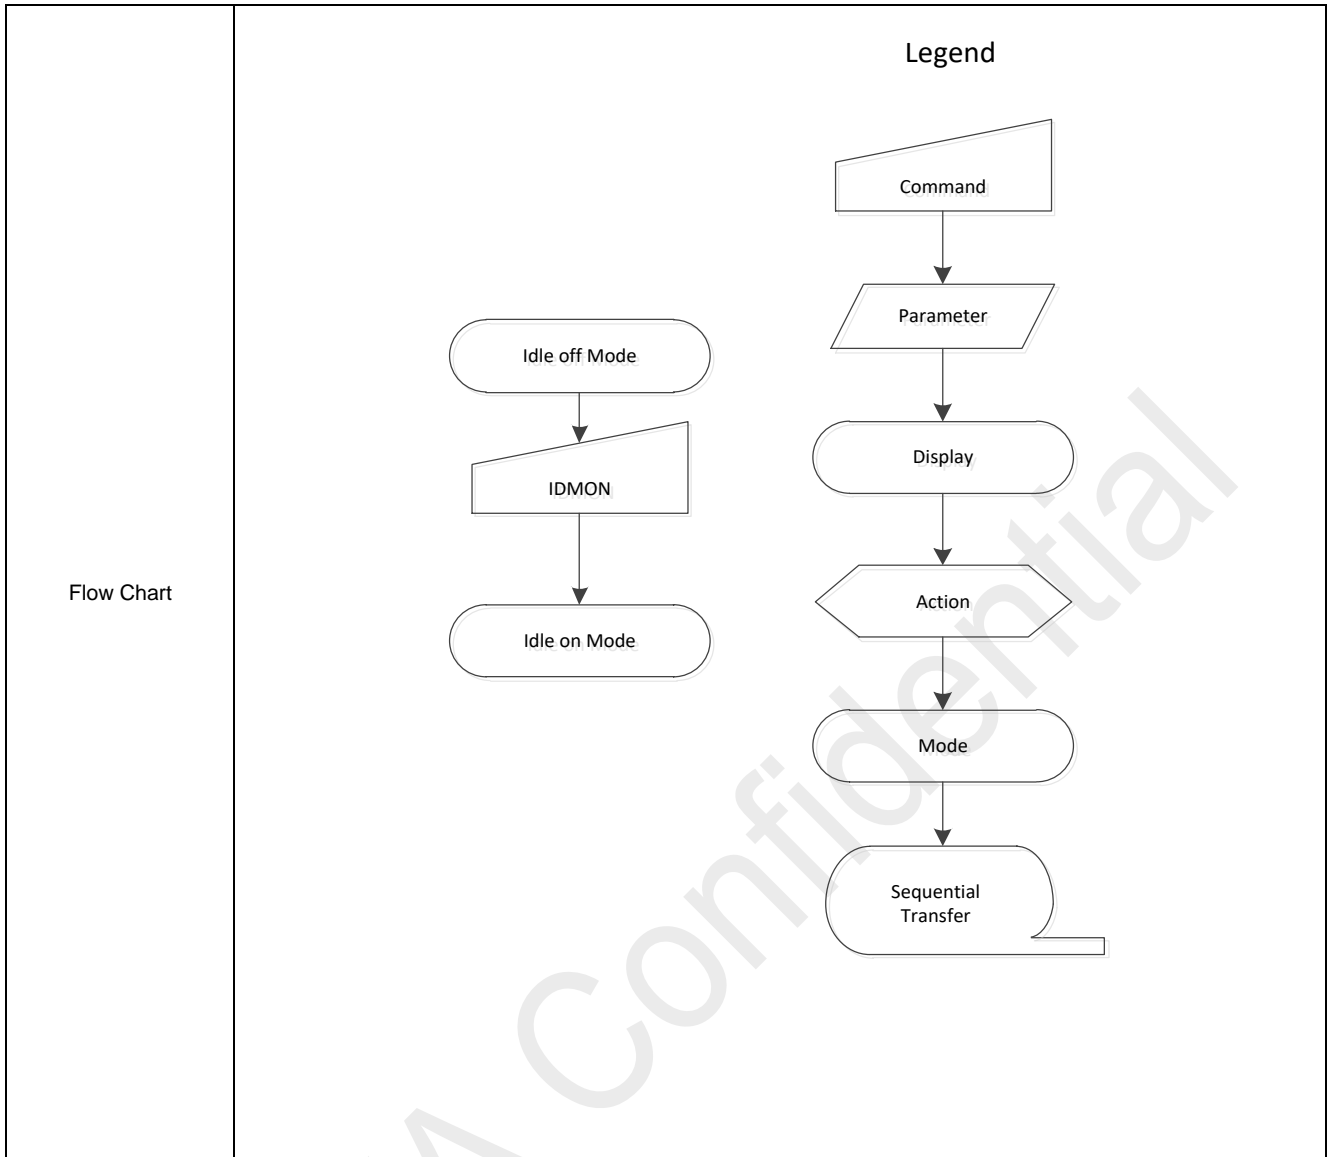 Flow Chart
Idle off Mode
IDMON
Idle on Mode
Legend
Command
Parameter
Display
Action
Mode
Sequential
Transfer
A Confidential